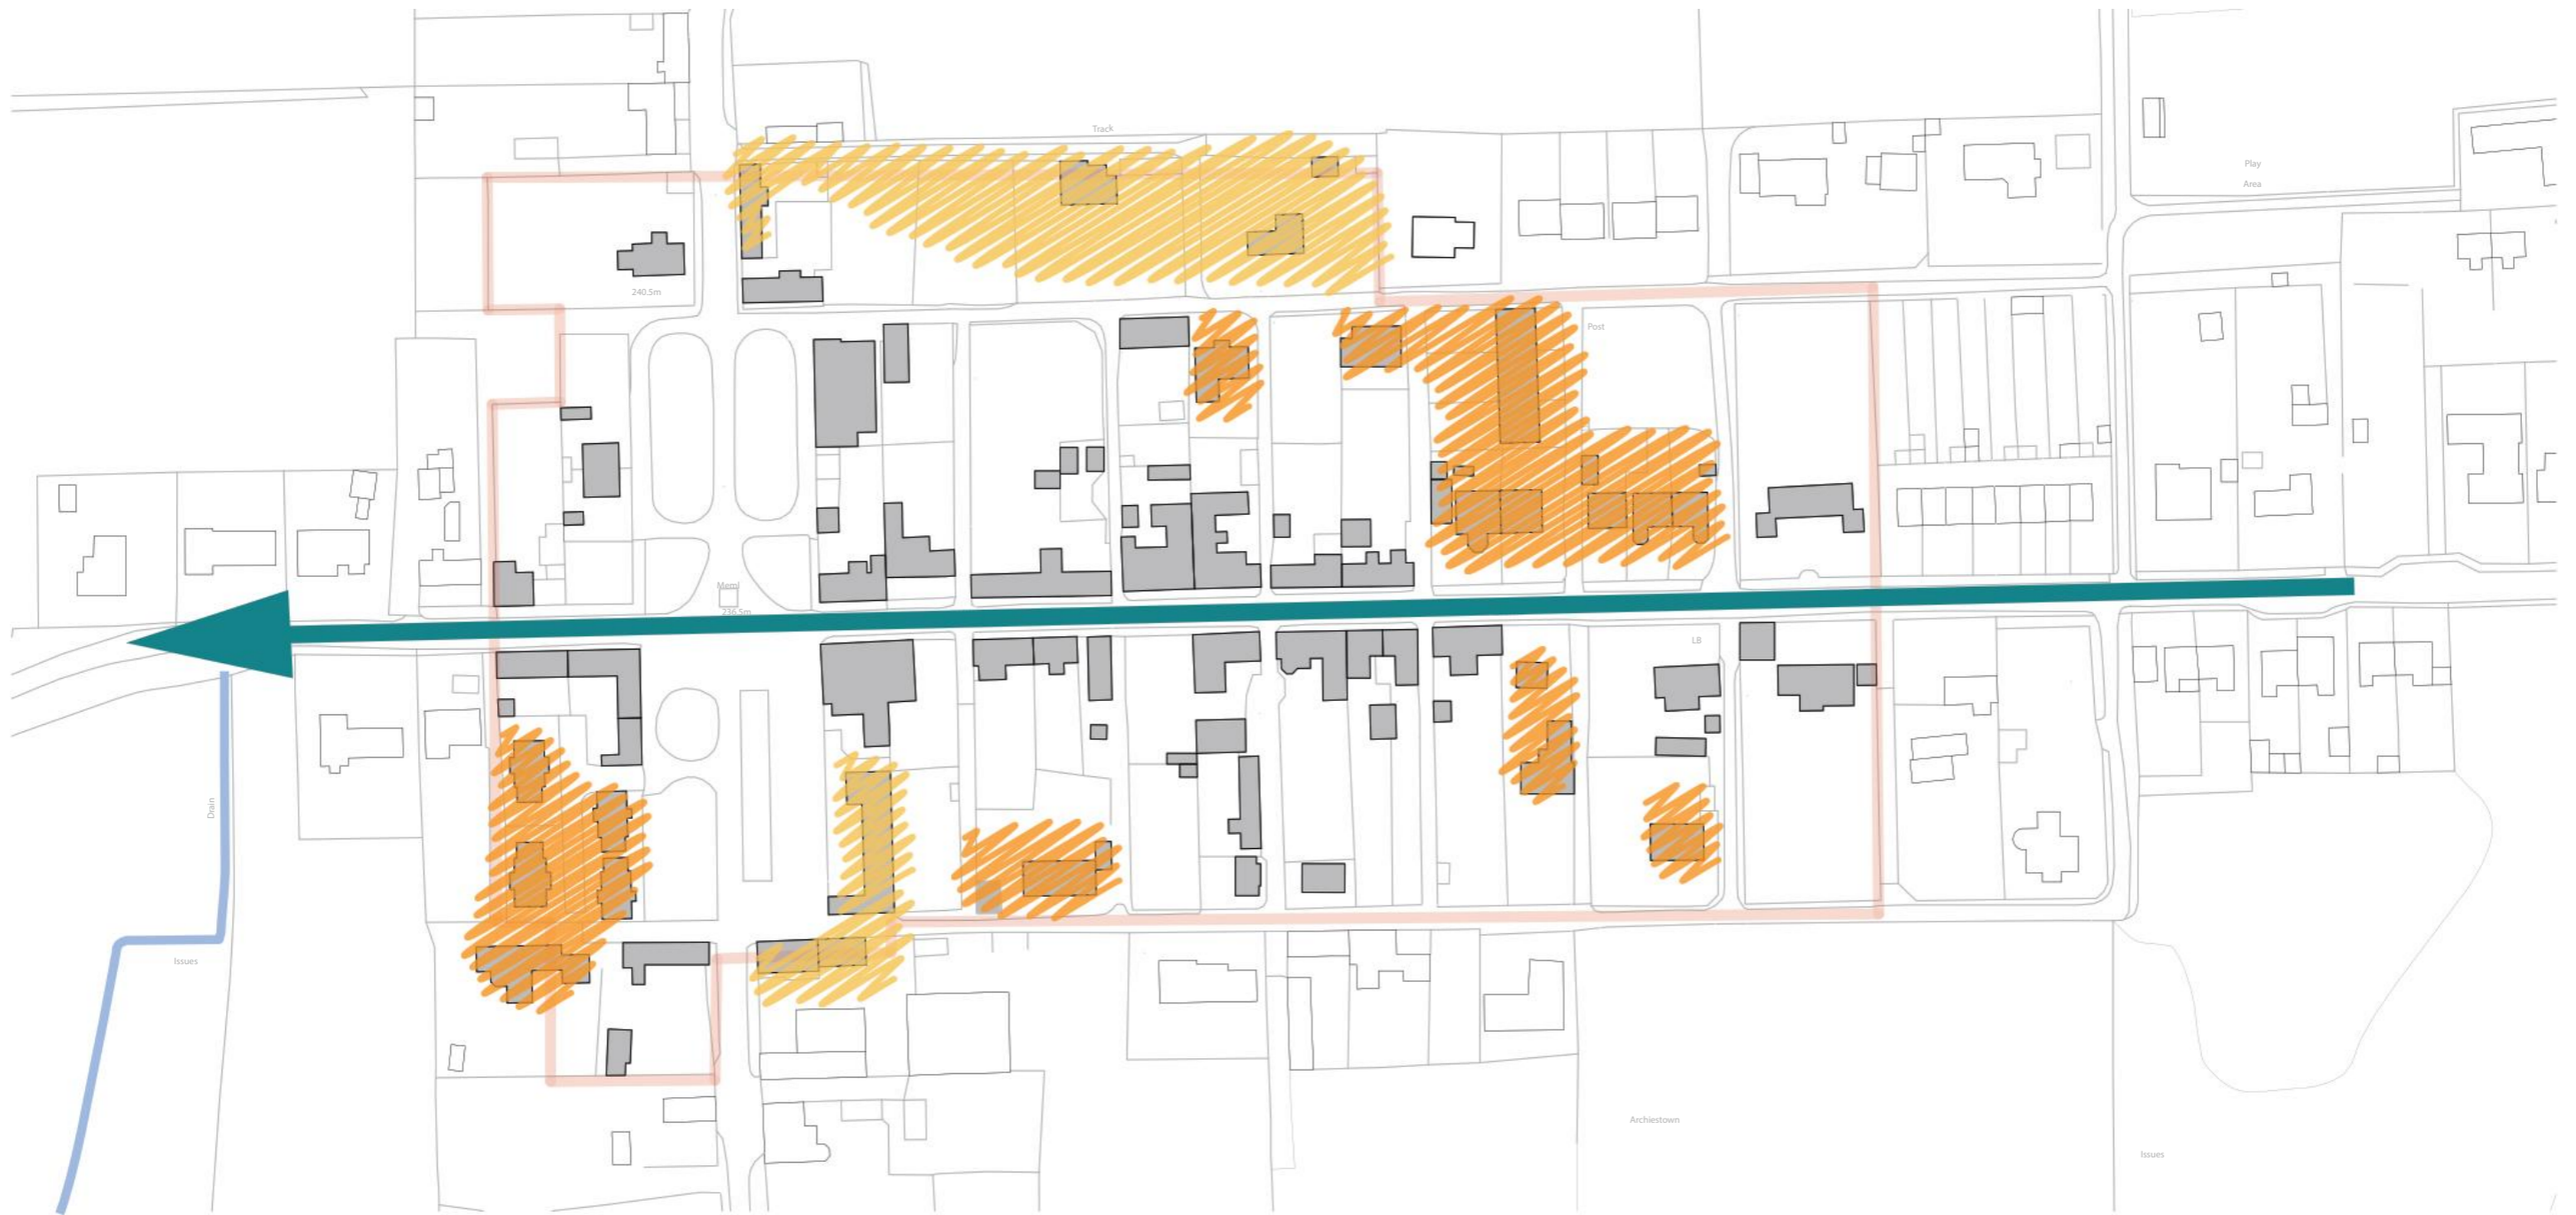 Track
Play
Area
240.5m
Post
Meml
236.5m
LB
Drain
Issues
Archiestown
Issues